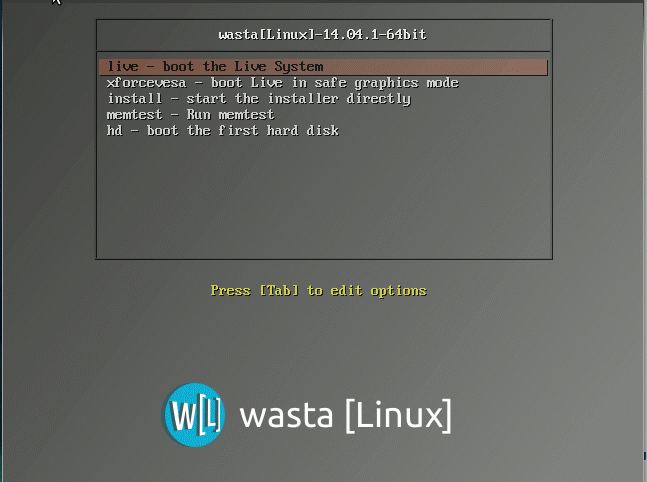 wasta[Linux]-14.04.1-64bit
live - boot the Live System
xforcevesa - boot Live in safe graphics mode
install - start the installer directly
memtest - Run memtest
hd - boot the first hard disk
Press [Tab] to edit options
W[L] wasta [Linux]